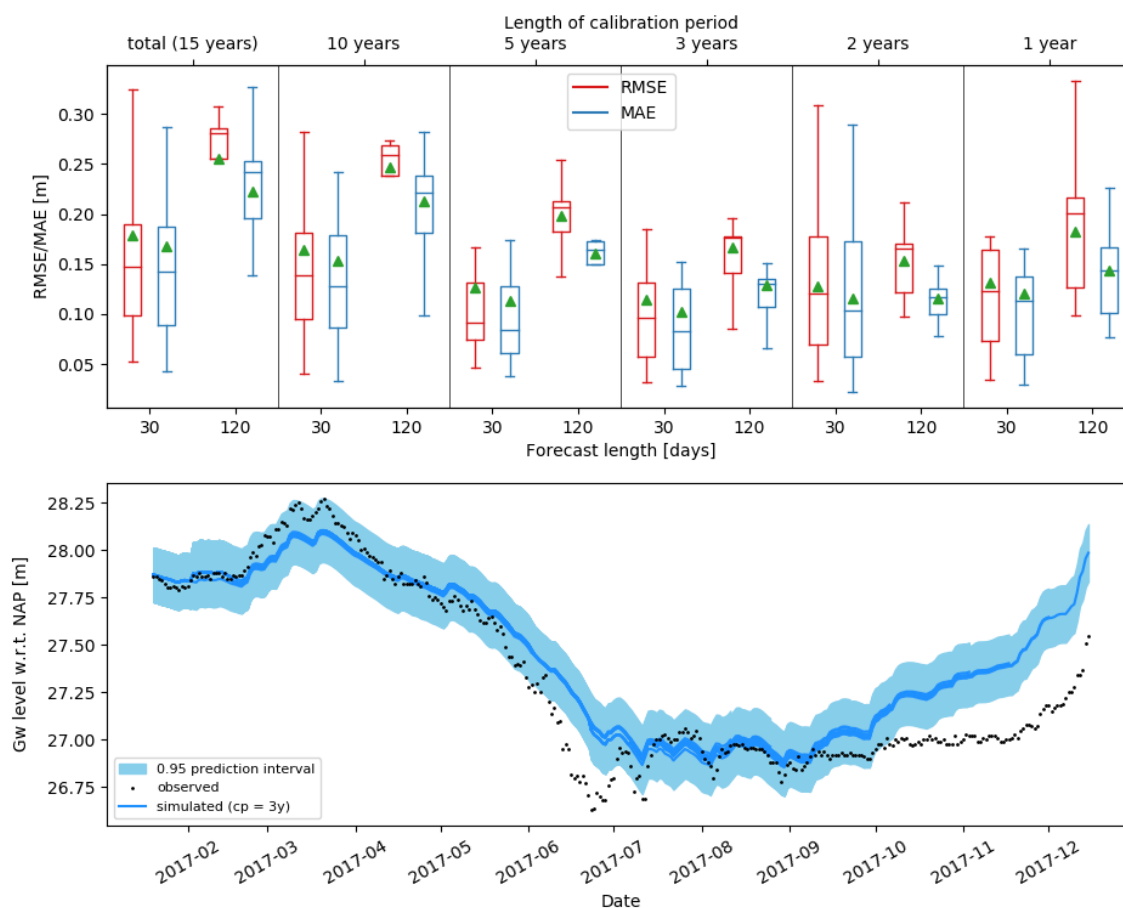 Length of calibration period
total (15 years) 10 years 5 years 3 years 2 years 1 year
RMSE/MAE [m]
0.30
0.25
0.20
0.15
0.10
0.05
RMSE
MAE
30 120 30 120 30 120 30 120 30 120 30 120
Forecast length [days]
Gw level w.r.t. NAP [m]
28.25
28.00
27.75
27.50
27.25
27.00
26.75
0.95 prediction interval
observed
simulated (cp = 3y)
2017-02 2017-03 2017-04 2017-05 2017-06 2017-07 2017-08 2017-09 2017-10 2017-11 2017-12
Date